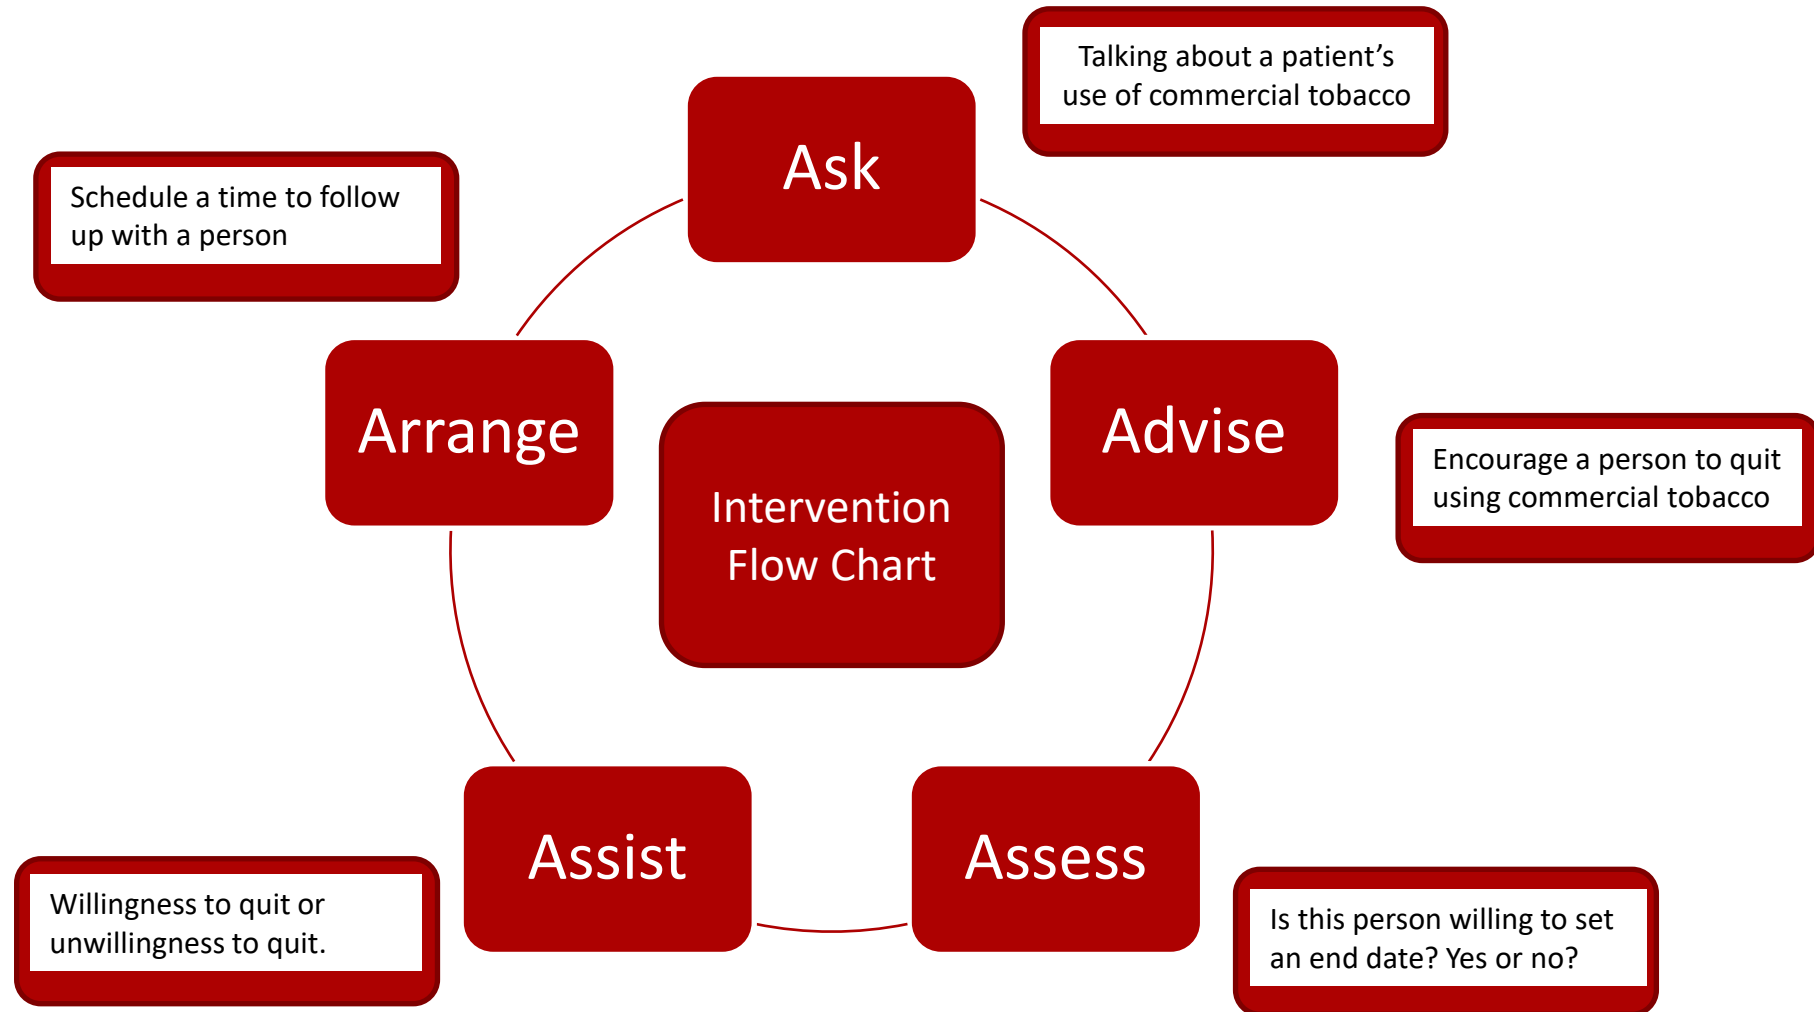 Ask
Talking about a patient’s
use of commercial tobacco
Advise
Encourage a person to quit
using commercial tobacco
Assess
Is this person willing to set
an end date? Yes or no?
Assist
Willingness to quit or
unwillingness to quit.
Arrange
Schedule a time to follow
up with a person
Intervention
Flow Chart